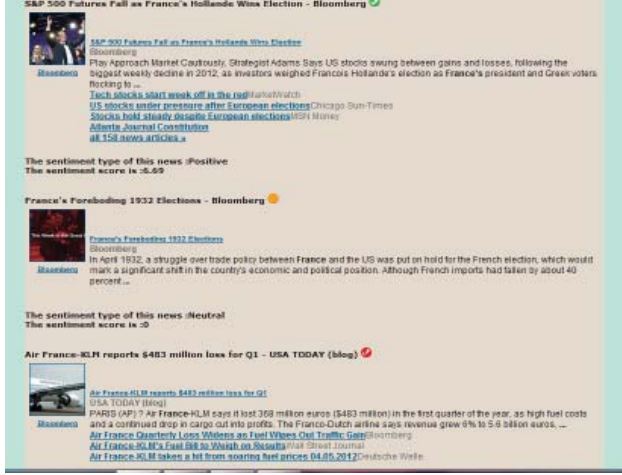 S&P 500 Futures Fall as France's Hollande Wins Election - Bloomberg
S&P 500 Futures Fall as France's Hollande Wins Election
Bloomberg
Play Approach Market Cautiously, Strategist Adams Says US stocks swung between gains and losses, following the
Bloomberg biggest weekly decline in 2012, as investors weighed Francois Hollande's election as France's president and Greek voters
flocking to ...
Tech stocks start week off in the redMarketWatch
US stocks under pressure after European electionsChicago Sun-Times
Stocks hold steady despite European electionsMSN Money
Atlanta Journal Constitution
all 158 news articles »
The sentiment type of this news :Positive
The sentiment score is :6.69
France's Foreboding 1932 Elections - Bloomberg
France's Foreboding 1932 Elections
Bloomberg
In April 1932, a struggle over trade policy between France and the US was put on hold for the French election, which would
Bloomberg mark a significant shift in the country's economic and political position. Although French imports had fallen by about 40
percent ...
The sentiment type of this news :Neutral
The sentiment score is :0
Air France-KLM reports $483 million loss for Q1 - USA TODAY (blog)
Air France-KLM reports $483 million loss for Q1
USA TODAY (blog)
PARIS (AP) ? Air France-KLM says it lost 368 million euros ($483 million) in the first quarter of the year, as high fuel costs
Bloomberg and a continued drop in cargo cut into profits. The Franco-Dutch airline says revenue grew 6% to 5.6 billion euros, ...
Air France Quarterly Loss Widens as Fuel Wipes Out Traffic GainBloomberg
Air France-KLM's Fuel Bill to Weigh on ResultsWall Street Journal
Air France KLM takes a hit from soaring fuel prices 04.05.2012Deutsche Welle